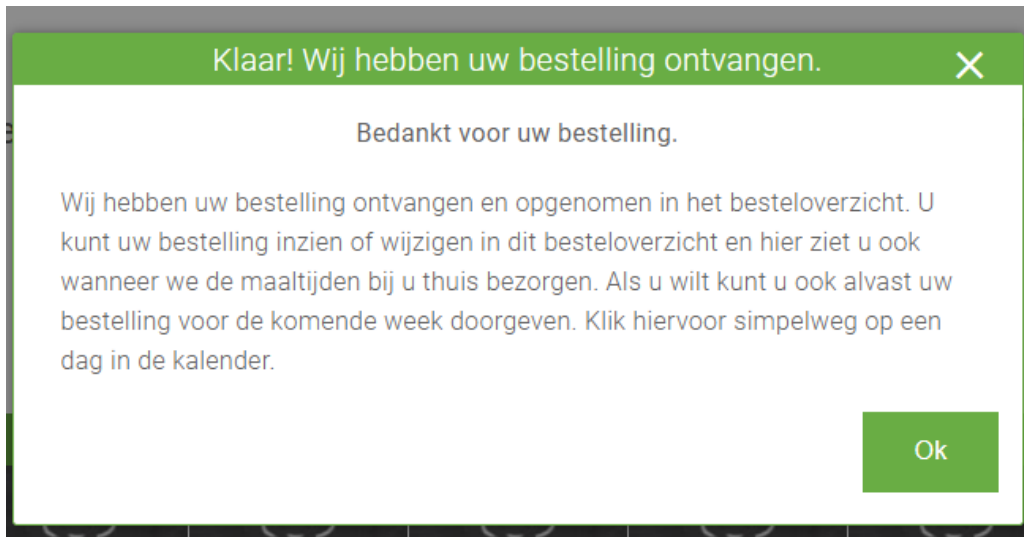 Klaar! Wij hebben uw bestelling ontvangen.
Bedankt voor uw bestelling.
Wij hebben uw bestelling ontvangen en opgenomen in het besteloverzicht. U
kunt uw bestelling inzien of wijzigen in dit besteloverzicht en hier ziet u ook
wanneer we de maaltijden bij u thuis bezorgen. Als u wilt kunt u ook alvast uw
bestelling voor de komende week doorgeven. Klik hiervoor simpelweg op een
dag in de kalender.
Ok